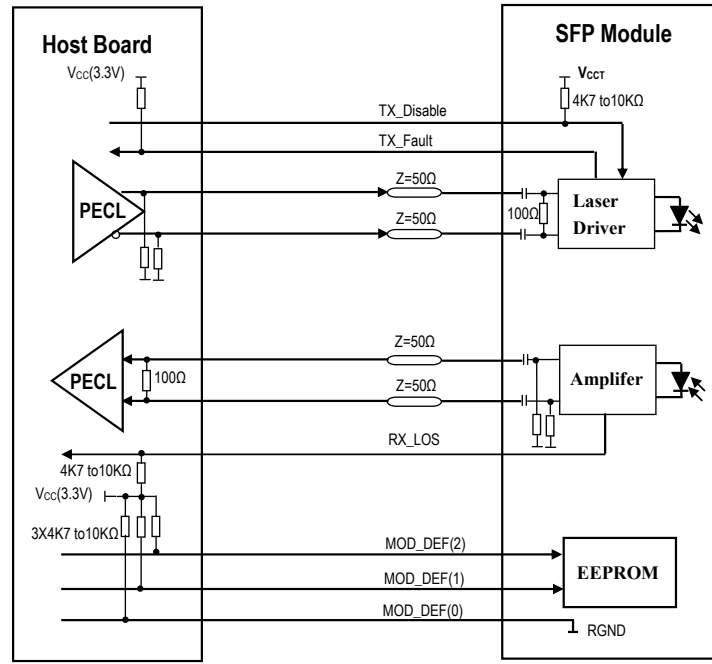 Host Board
SFP Module
VCC(3.3V)
VCCT
4K7 to10KΩ
TX_Disable
TX_Fault
PECL
Z=50Ω
Z=50Ω
100Ω
Laser
Driver
PECL
100Ω
Z=50Ω
Z=50Ω
Amplifer
RX_LOS
4K7 to10KΩ
VCC(3.3V)
3X4K7 to10KΩ
MOD_DEF(2)
MOD_DEF(1)
MOD_DEF(0)
EEPROM
RGND